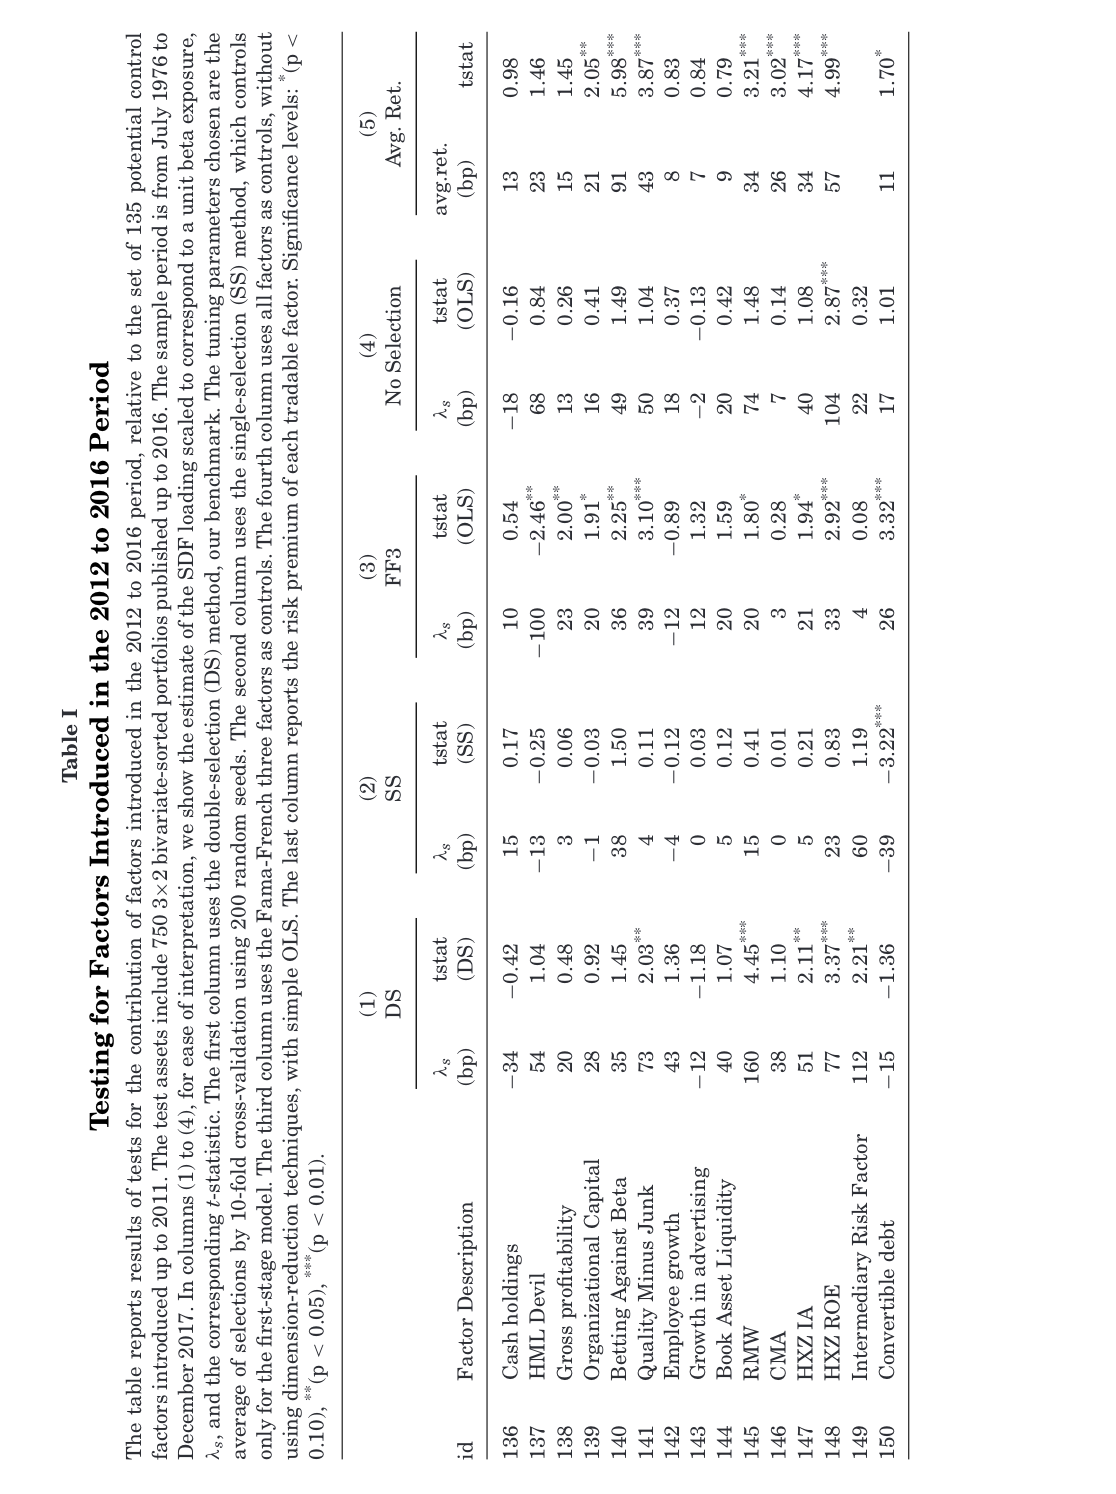 Table I
Testing for Factors Introduced in the 2012 to 2016 Period
The table reports results of tests for the contribution of factors introduced in the 2012 to 2016 period, relative to the set of 135 potential control
factors introduced up to 2011. The test assets include 750 3×2 bivariate-sorted portfolios published up to 2016. The sample period is from July 1976 to
December 2017. In columns (1) to (4), for ease of interpretation, we show the estimate of the SDF loading scaled to correspond to a unit beta exposure,
λs, and the corresponding t-statistic. The first column uses the double-selection (DS) method, our benchmark. The tuning parameters chosen are the
average of selections by 10-fold cross-validation using 200 random seeds. The second column uses the single-selection (SS) method, which controls
only for the first-stage model. The third column uses the Fama-French three factors as controls. The fourth column uses all factors as controls, without
using dimension-reduction techniques, with simple OLS. The last column reports the risk premium of each tradable factor. Significance levels: *(p <
0.10), **(p < 0.05), ***(p < 0.01).
(1) (2) (3) (4) (5)
DS SS FF3 No Selection Avg. Ret.
λs tstat λs tstat λs tstat λs tstat avg.ret. tstat
id Factor Description (bp) (DS) (bp) (SS) (bp) (OLS) (bp) (OLS) (bp)
136 Cash holdings −34 −0.42 15 0.17 10 0.54 −18 −0.16 13 0.98
137 HML Devil 54 1.04 −13 −0.25 −100 −2.46** 68 0.84 23 1.46
138 Gross profitability 20 0.48 3 0.06 23 2.00** 13 0.26 15 1.45
139 Organizational Capital 28 0.92 −1 −0.03 20 1.91* 16 0.41 21 2.05**
140 Betting Against Beta 35 1.45 38 1.50 36 2.25** 49 1.49 91 5.98***
141 Quality Minus Junk 73 2.03** 4 0.11 39 3.10*** 50 1.04 43 3.87***
142 Employee growth 43 1.36 −4 −0.12 −12 −0.89 18 0.37 8 0.83
143 Growth in advertising −12 −1.18 0 0.03 12 1.32 −2 −0.13 7 0.84
144 Book Asset Liquidity 40 1.07 5 0.12 20 1.59 20 0.42 9 0.79
145 RMW 160 4.45*** 15 0.41 20 1.80* 74 1.48 34 3.21***
146 CMA 38 1.10 0 0.01 3 0.28 7 0.14 26 3.02***
147 HXZ IA 51 2.11** 5 0.21 21 1.94* 40 1.08 34 4.17***
148 HXZ ROE 77 3.37*** 23 0.83 33 2.92*** 104 2.87*** 57 4.99***
149 Intermediary Risk Factor 112 2.21** 60 1.19 4 0.08 22 0.32
150 Convertible debt −15 −1.36 −39 −3.22*** 26 3.32*** 17 1.01 11 1.70*